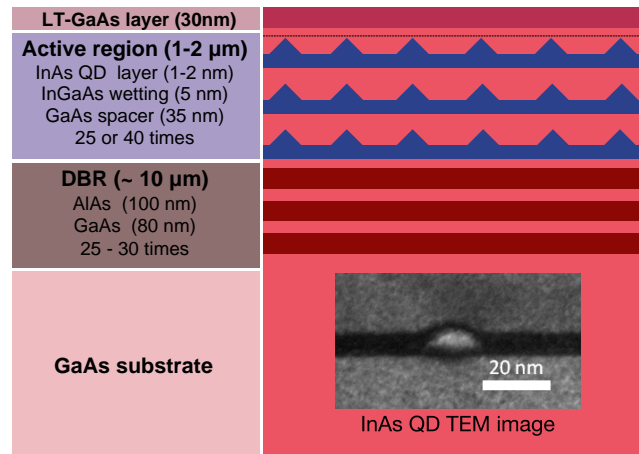 LT-GaAs layer (30nm)
Active region (1-2 μm)
InAs QD layer (1-2 nm)
InGaAs wetting (5 nm)
GaAs spacer (35 nm)
25 or 40 times
DBR (~ 10 μm)
AlAs (100 nm)
GaAs (80 nm)
25 - 30 times
GaAs substrate
20 nm
InAs QD TEM image